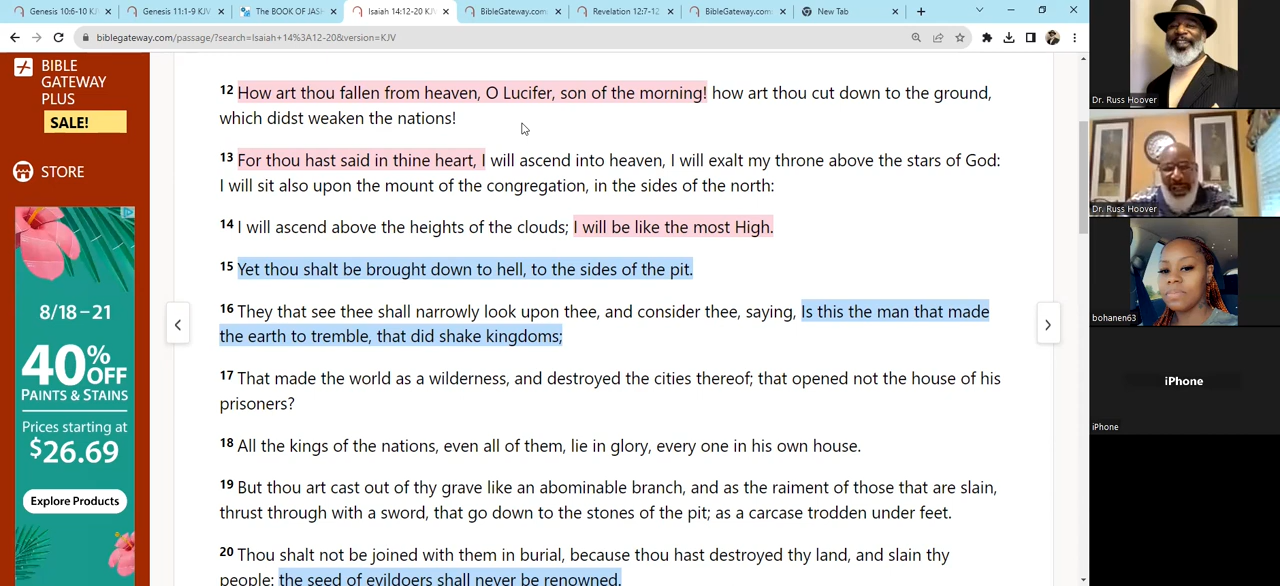 Genesis 10:6-10 KJ
Genesis 11:1-9 KJV
The BOOK OF JAS
Isaiah 14:12-20 KJ
BibleGateway.com
Revelation 12:7-12
BibleGateway.com
New Tab
biblegateway.com/passage/?search=Isaiah+14%3A12-20&version=KJV
BIBLE
GATEWAY
PLUS
SALE!
STORE
8/18–21
40% OFF
PAINTS & STAINS
Prices starting at
$26.69
Explore Products
12 How art thou fallen from heaven, O Lucifer, son of the morning! how art thou cut down to the ground,
which didst weaken the nations!
13 For thou hast said in thine heart, I will ascend into heaven, I will exalt my throne above the stars of God:
I will sit also upon the mount of the congregation, in the sides of the north:
14 I will ascend above the heights of the clouds; I will be like the most High.
15 Yet thou shalt be brought down to hell, to the sides of the pit.
16 They that see thee shall narrowly look upon thee, and consider thee, saying, Is this the man that made
the earth to tremble, that did shake kingdoms;
17 That made the world as a wilderness, and destroyed the cities thereof; that opened not the house of his
prisoners?
18 All the kings of the nations, even all of them, lie in glory, every one in his own house.
19 But thou art cast out of thy grave like an abominable branch, and as the raiment of those that are slain,
thrust through with a sword, that go down to the stones of the pit; as a carcase trodden under feet.
20 Thou shalt not be joined with them in burial, because thou hast destroyed thy land, and slain thy
people: the seed of evildoers shall never be renowned.
Dr. Russ Hoover
Dr. Russ Hoover
bohanen63
iPhone
iPhone